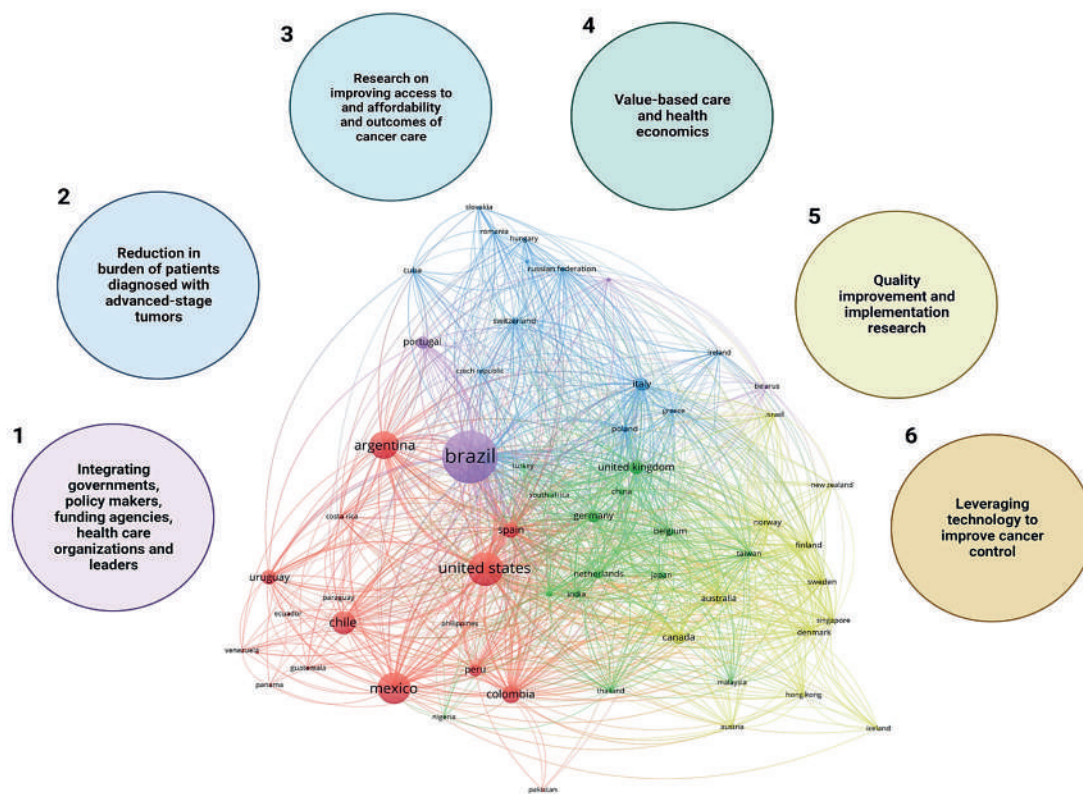 3
Research on
improving access to
and affordability
and outcomes of
cancer care
4
Value-based care
and health
economics
2
Reduction in
burden of patients
diagnosed with
advanced-stage
tumors
5
Quality
improvement and
implementation
research
1
Integrating
governments,
policy makers,
funding agencies,
health care
organizations and
leaders
6
Leveraging
technology to
improve cancer
control
slovakia
romania
hungary
cuba
russian federation
switzerland
portugal
czech republic
ireland
italy
belarus
greece
israel
poland
argentina
brazil
turkey
united kingdom
china
new zealand
south africa
costa rica
spain
germany
belgium
norway
finland
taiwan
uruguay
united states
netherlands
japan
sweden
paraguay
india
australia
ecuador
chile
philippines
singapore
denmark
canada
venezuela
guatemala
peru
panama
mexico
colombia
thailand
malaysia
hong kong
nigeria
austria
iceland
pakistan